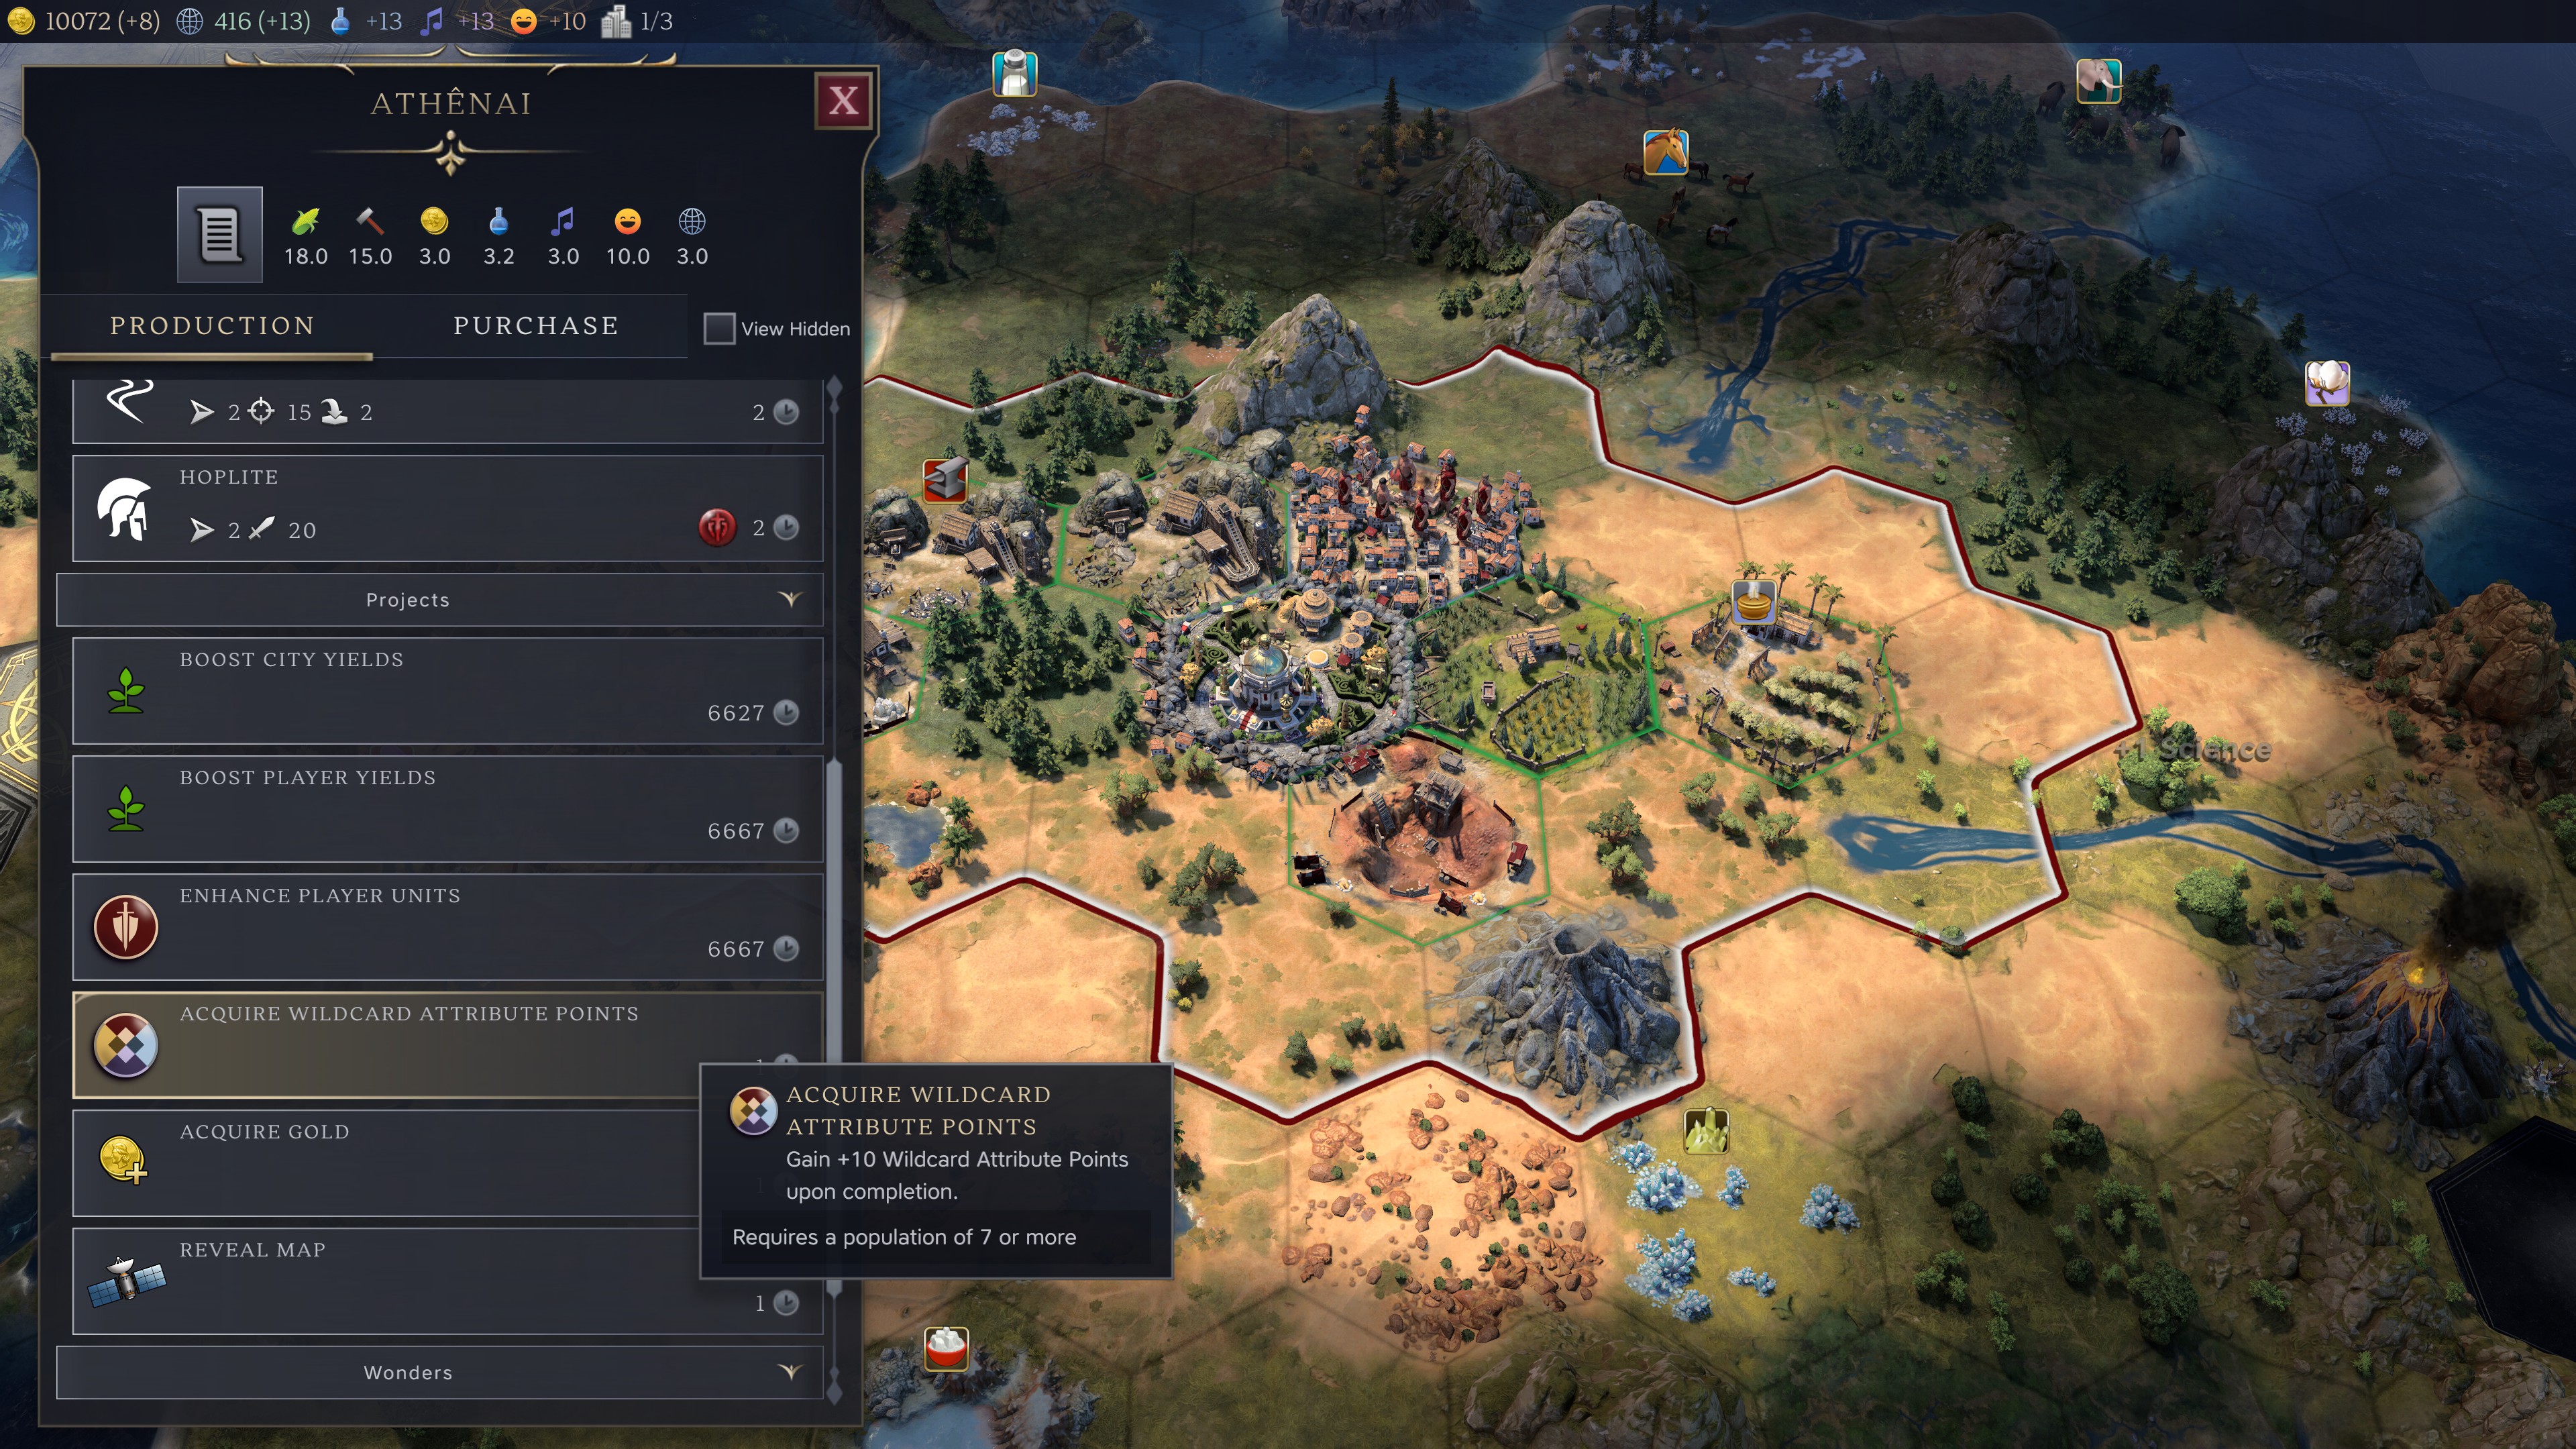 10072 (+8) 416 (+13) +13 +13 +10 1/3
ATHÊNAI
X
18.0 15.0 3.0 3.2 3.0 10.0 3.0
PRODUCTION PURCHASE View Hidden
2 15 2 2
HOPLITE
2 20 2
Projects
BOOST CITY YIELDS
6627
BOOST PLAYER YIELDS
6667
ENHANCE PLAYER UNITS
6667
ACQUIRE WILDCARD ATTRIBUTE POINTS
ACQUIRE WILDCARD
ATTRIBUTE POINTS
Gain +10 Wildcard Attribute Points
upon completion.
Requires a population of 7 or more
ACQUIRE GOLD
REVEAL MAP
1
Wonders
+1 Science